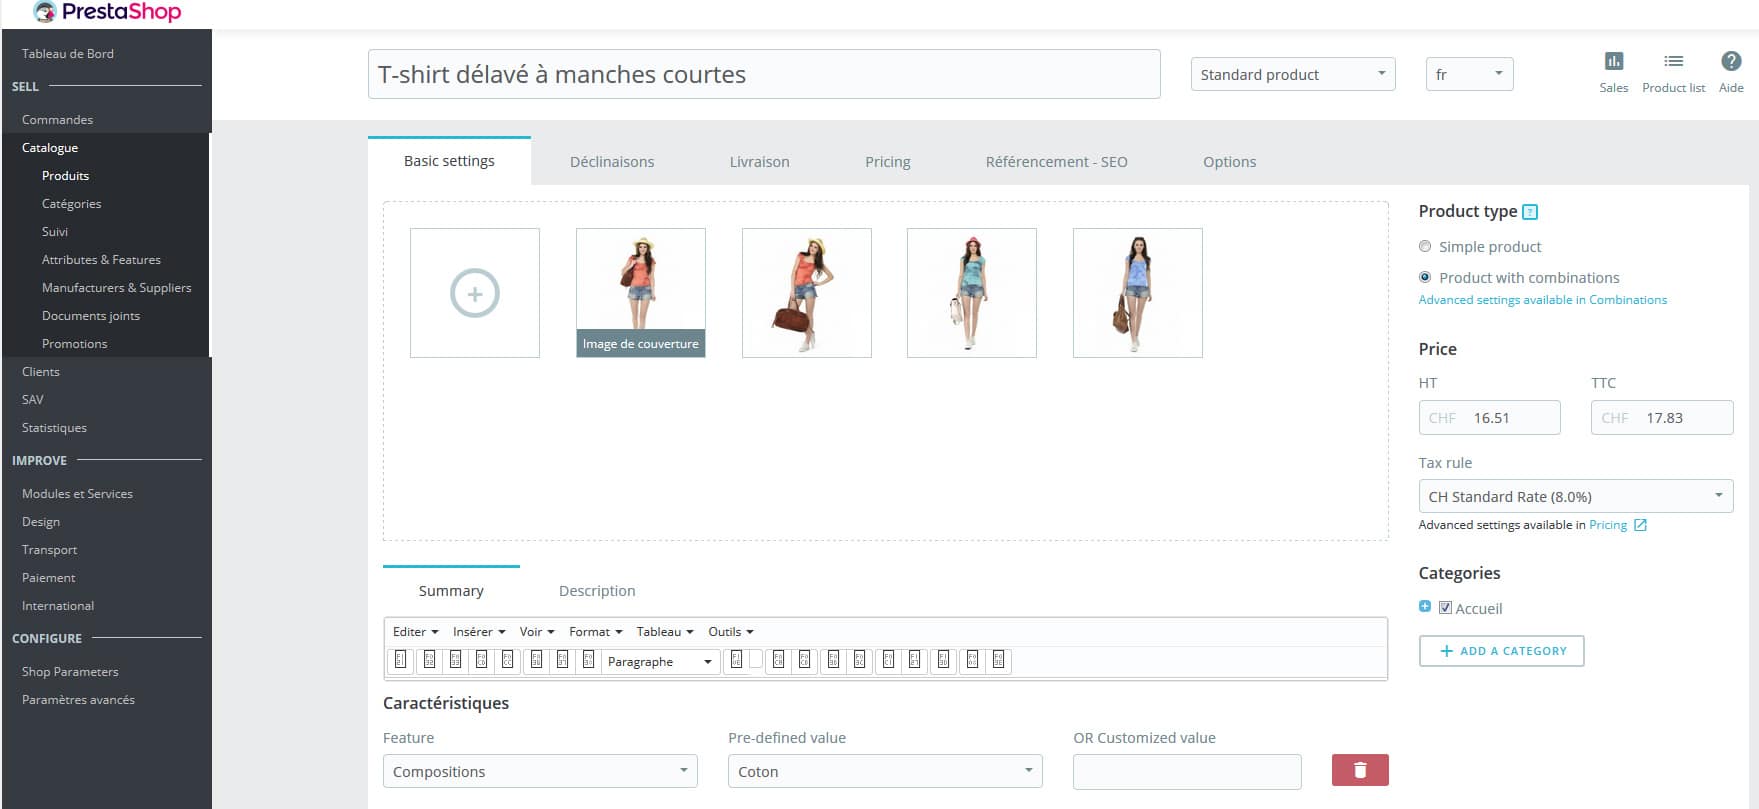 PrestaShop
Tableau de Bord
SELL
Commandes
Catalogue
Produits
Catégories
Suivi
Attributes & Features
Manufacturers & Suppliers
Documents joints
Promotions
Clients
SAV
Statistiques
IMPROVE
Modules et Services
Design
Transport
Paiement
International
CONFIGURE
Shop Parameters
Paramètres avancés
T-shirt délavé à manches courtes
Standard product
fr
Sales
Product list
Aide
Basic settings
Déclinaisons
Livraison
Pricing
Référencement - SEO
Options
Image de couverture
Summary
Description
Editer
Insérer
Voir
Format
Tableau
Outils
Paragraphe
Caractéristiques
Feature
Pre-defined value
OR Customized value
Compositions
Coton
Product type ?
Simple product
Product with combinations
Advanced settings available in Combinations
Price
HT
TTC
CHF 16.51
CHF 17.83
Tax rule
CH Standard Rate (8.0%)
Advanced settings available in Pricing
Categories
Accueil
+ ADD A CATEGORY